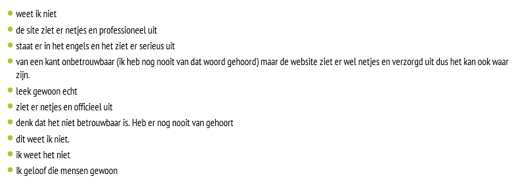 weet ik niet
de site ziet er netjes en professioneel uit
staat er in het engels en het ziet er serieus uit
van een kant onbetrouwbaar (ik heb nog nooit van dat woord gehoord) maar de website ziet er wel netjes en verzorgd uit dus het kan ook waar
zijn.
leek gewoon echt
ziet er netjes en officieel uit
denk dat het niet betrouwbaar is. Heb er nog nooit van gehoort
dit weet ik niet.
ik weet het niet
Ik geloof die mensen gewoon